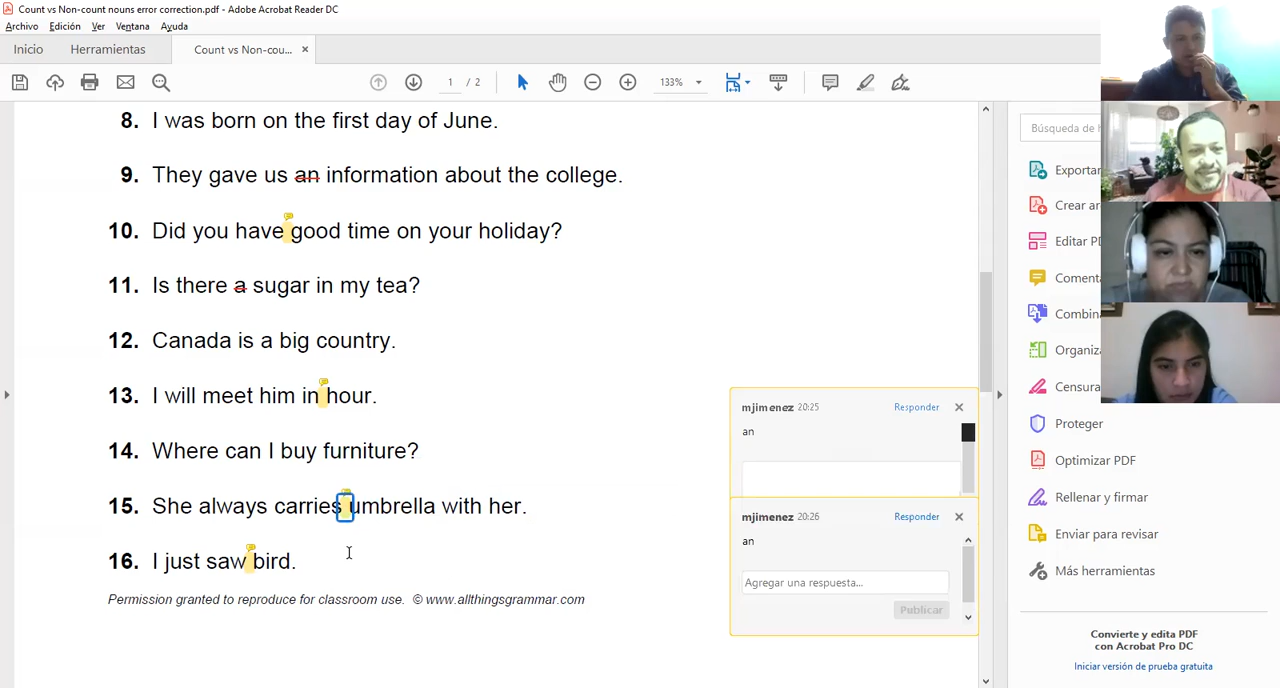 Count vs Non-count nouns error correction.pdf - Adobe Acrobat Reader DC
Archivo Edición Ver Ventana Ayuda
Inicio Herramientas Count vs Non-cou... ×
1 / 2 133%
8. I was born on the first day of June.
9. They gave us an information about the college.
10. Did you have good time on your holiday?
11. Is there a sugar in my tea?
12. Canada is a big country.
13. I will meet him in hour.
14. Where can I buy furniture?
15. She always carries umbrella with her.
16. I just saw bird.
Permission granted to reproduce for classroom use. © www.allthingsgrammar.com
mjimenez 20:25 Responder
an
mjimenez 20:26 Responder
an
Agregar una respuesta...
Publicar
Búsqueda de h
Exportar
Crear ar
Editar PD
Comenta
Combin
Organiz
Censura
Proteger
Optimizar PDF
Rellenar y firmar
Enviar para revisar
Más herramientas
Convierte y edita PDF
con Acrobat Pro DC
Iniciar versión de prueba gratuita